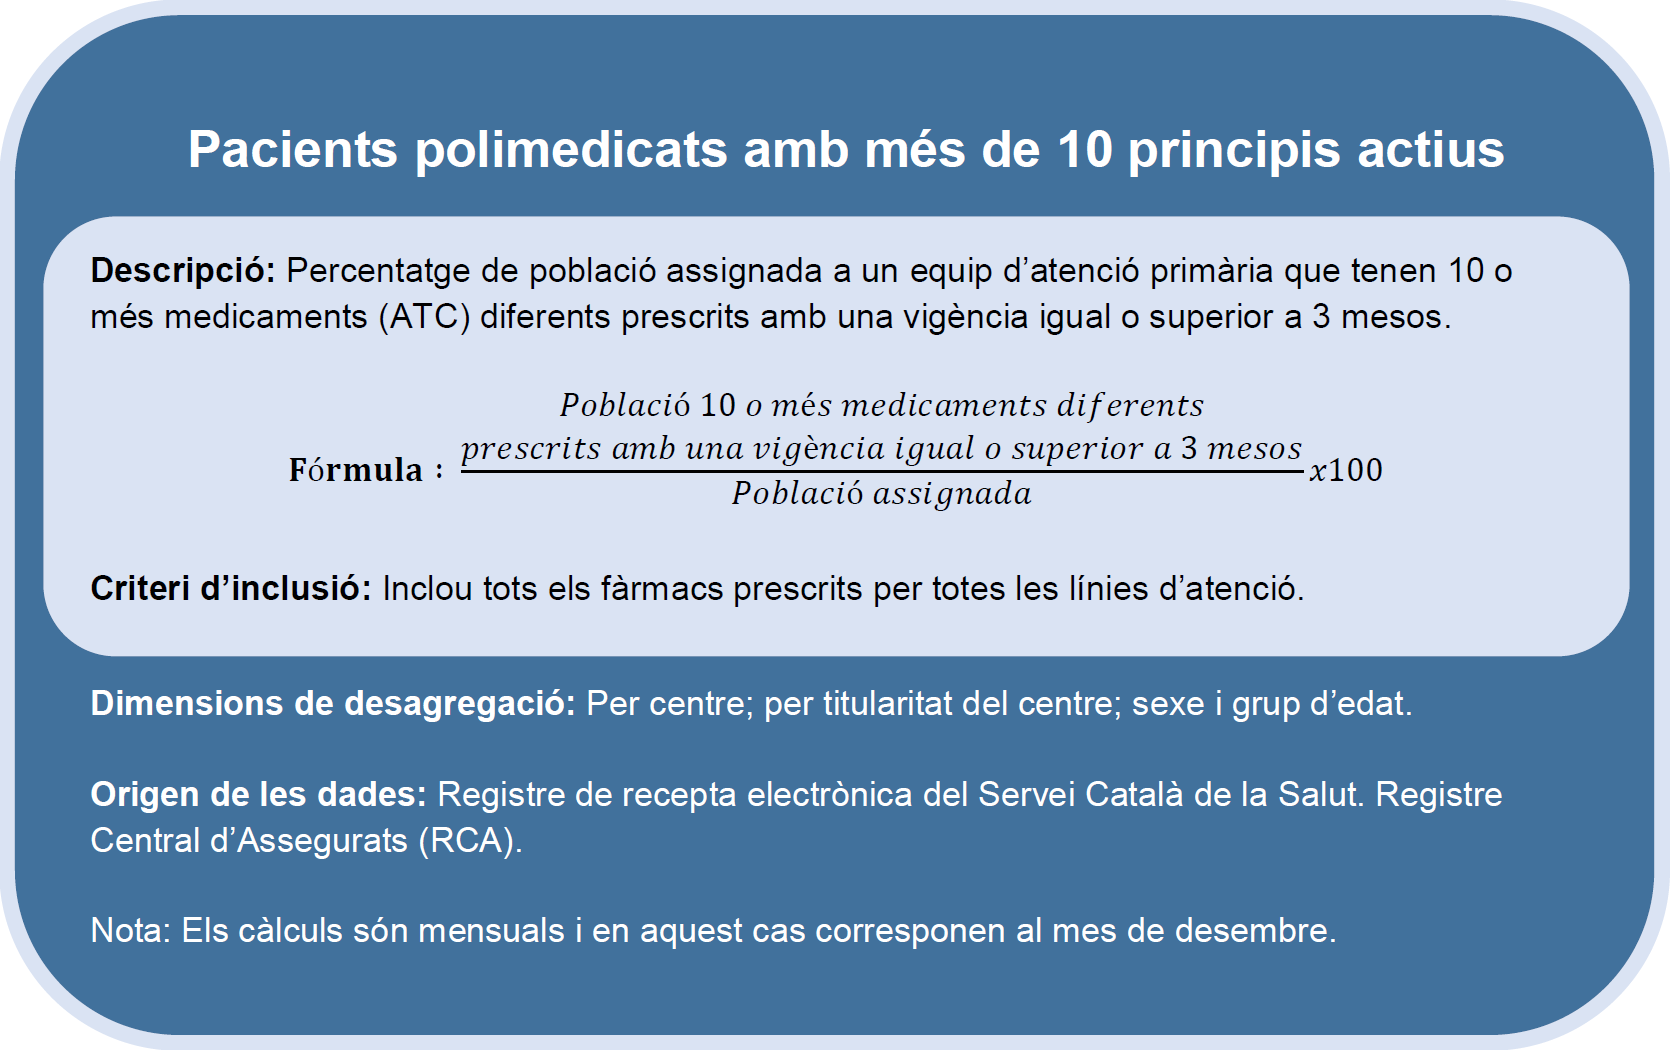 Pacients polimedicats amb més de 10 principis actius
Descripció: Percentatge de població assignada a un equip d’atenció primària que tenen 10 o
més medicaments (ATC) diferents prescrits amb una vigència igual o superior a 3 mesos.
Població 10 o més medicaments diferents
prescrits amb una vigència igual o superior a 3 mesos
Fórmula : x100
Població assignada
Criteri d’inclusió: Inclou tots els fàrmacs prescrits per totes les línies d’atenció.
Dimensions de desagregació: Per centre; per titularitat del centre; sexe i grup d’edat.
Origen de les dades: Registre de recepta electrònica del Servei Català de la Salut. Registre
Central d’Assegurats (RCA).
Nota: Els càlculs són mensuals i en aquest cas corresponen al mes de desembre.